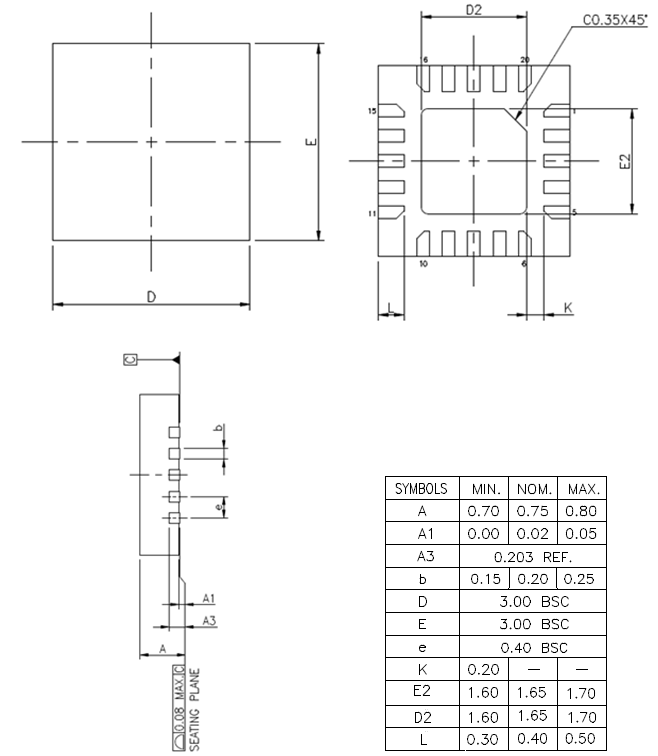 D2
C0.35X45°
16
20
15
1
E
E2
11
5
10
6
D
L
K
C
b
e
A1
A3
A
0.08 MAX. C
SEATING PLANE
SYMBOLS MIN. NOM. MAX.
A 0.70 0.75 0.80
A1 0.00 0.02 0.05
A3 0.203 REF.
b 0.15 0.20 0.25
D 3.00 BSC
E 3.00 BSC
e 0.40 BSC
K 0.20 — —
E2 1.60 1.65 1.70
D2 1.60 1.65 1.70
L 0.30 0.40 0.50